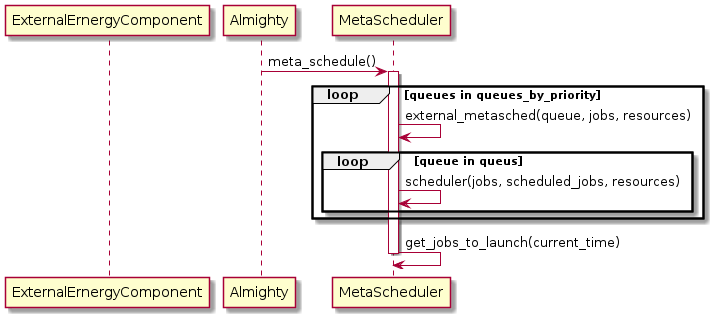 ExternalErnergyComponent Almighty MetaScheduler
meta_schedule()
loop [queues in queues_by_priority]
external_metasched(queue, jobs, resources)
loop [queue in queus]
scheduler(jobs, scheduled_jobs, resources)
get_jobs_to_launch(current_time)
ExternalErnergyComponent Almighty MetaScheduler